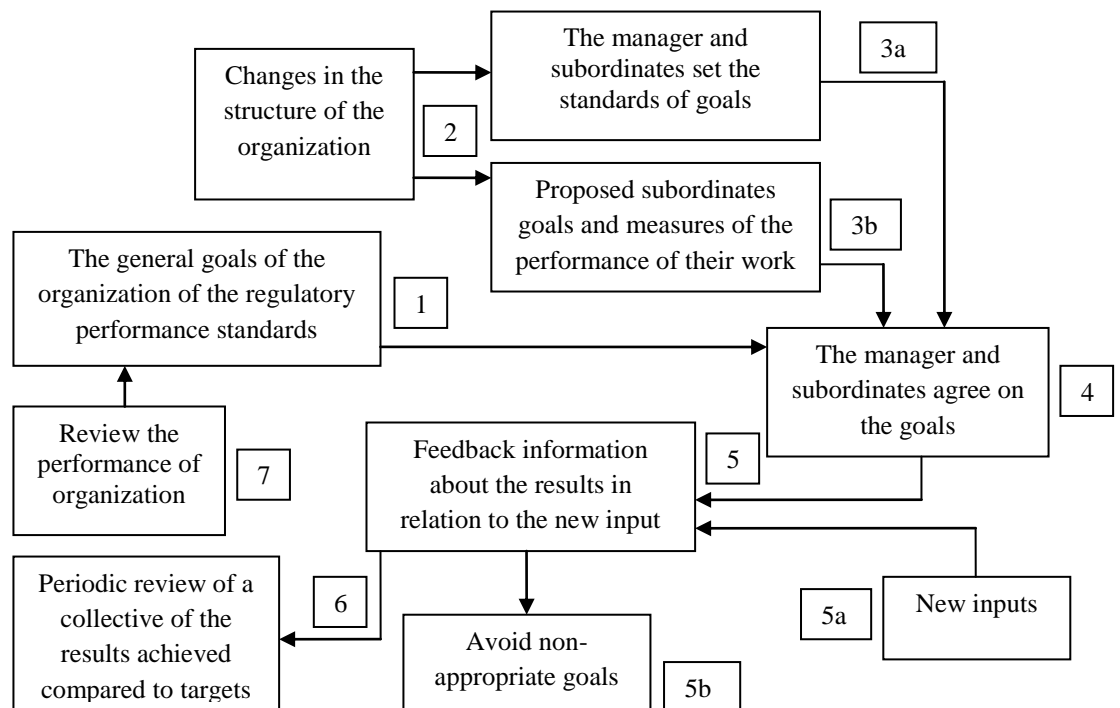 The manager and
subordinates set the
standards of goals
3a
Changes in the
structure of the
organization
2
Proposed subordinates
goals and measures of the
performance of their work
3b
The general goals of the
organization of the regulatory
performance standards
1
The manager and
subordinates agree on
the goals
4
Review the
performance of
organization
7
Feedback information
about the results in
relation to the new input
5
Periodic review of a
collective of the
results achieved
compared to targets
6
Avoid non-
appropriate goals
5b
5a
New inputs